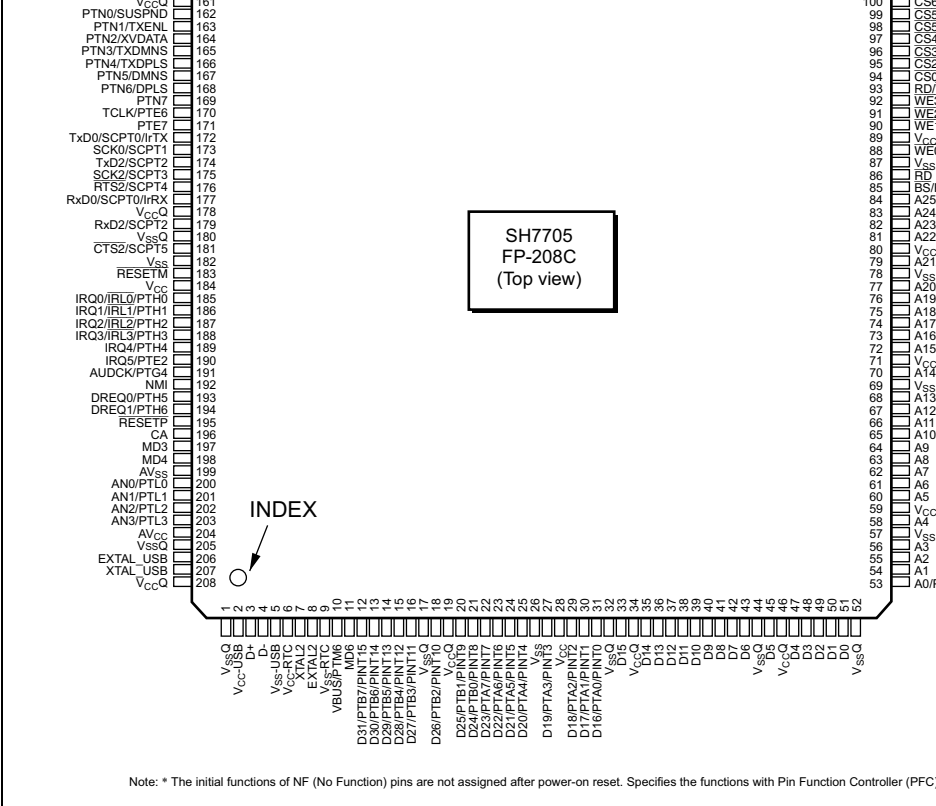 VCCQ 161
PTN0/SUSPND 162
PTN1/TXENL 163
PTN2/XVDATA 164
PTN3/TXDMNS 165
PTN4/TXDPLS 166
PTN5/DMNS 167
PTN6/DPLS 168
PTN7 169
TCLK/PTE6 170
PTE7 171
TxD0/SCPT0/IrTX 172
SCK0/SCPT1 173
TxD2/SCPT2 174
SCK2/SCPT3 175
RTS2/SCPT4 176
RxD0/SCPT0/IrRX 177
VCCQ 178
RxD2/SCPT2 179
VSSQ 180
CTS2/SCPT5 181
VSS 182
RESETM 183
VCC 184
IRQ0/IRL0/PTH0 185
IRQ1/IRL1/PTH1 186
IRQ2/IRL2/PTH2 187
IRQ3/IRL3/PTH3 188
IRQ4/PTH4 189
IRQ5/PTE2 190
AUDCK/PTG4 191
NMI 192
DREQ0/PTH5 193
DREQ1/PTH6 194
RESETP 195
CA 196
MD3 197
MD4 198
AVSS 199
AN0/PTL0 200
AN1/PTL1 201
AN2/PTL2 202
AN3/PTL3 203
AVCC 204
VSSQ 205
EXTAL_USB 206
XTAL_USB 207
VCCQ 208
INDEX
SH7705
FP-208C
(Top view)
100 CS6
99 CS5
98 CS5
97 CS4
96 CS3
95 CS2
94 CS0
93 RD/
92 WE3
91 WE2
90 WE1
89 VCC
88 WE0
87 VSS
86 RD
85 BS/
84 A25
83 A24
82 A23
81 A22
80 VCC
79 A21
78 VSS
77 A20
76 A19
75 A18
74 A17
73 A16
72 A15
71 VCC
70 A14
69 VSS
68 A13
67 A12
66 A11
65 A10
64 A9
63 A8
62 A7
61 A6
60 A5
59 VCC
58 A4
57 VSS
56 A3
55 A2
54 A1
53 A0/
1 VSSQ
2 VCC-USB
3 D+
4 D-
5 VSS-USB
6 VCC-RTC
7 XTAL2
8 EXTAL2
9 VSS-RTC
10 VBUS/PTM6
11 MD6
12 D31/PTB7/PINT15
13 D30/PTB6/PINT14
14 D29/PTB5/PINT13
15 D28/PTB4/PINT12
16 D27/PTB3/PINT11
17 VSSQ
18 D26/PTB2/PINT10
19 VCCQ
20 D25/PTB1/PINT9
21 D24/PTB0/PINT8
22 D23/PTA7/PINT7
23 D22/PTA6/PINT6
24 D21/PTA5/PINT5
25 D20/PTA4/PINT4
26 VSS
27 D19/PTA3/PINT3
28 VCC
29 D18/PTA2/PINT2
30 D17/PTA1/PINT1
31 D16/PTA0/PINT0
32 VSSQ
33 D15
34 VCCQ
35 D14
36 D13
37 D12
38 D11
39 D10
40 D9
41 D8
42 D7
43 D6
44 VSSQ
45 D5
46 VCCQ
47 D4
48 D3
49 D2
50 D1
51 D0
52 VSSQ
Note: * The initial functions of NF (No Function) pins are not assigned after power-on reset. Specifies the functions with Pin Function Controller (PFC)